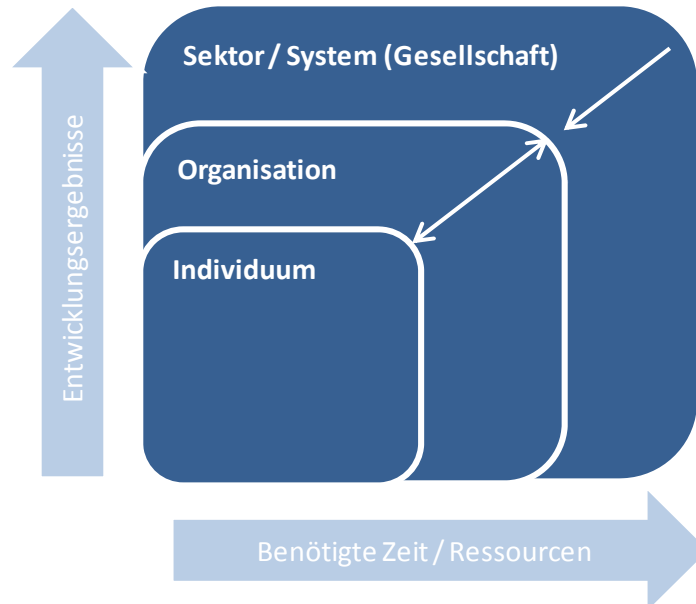 Sektor / System (Gesellschaft)
Organisation
Individuum
Entwicklungsergebnisse
Benötigte Zeit / Ressourcen